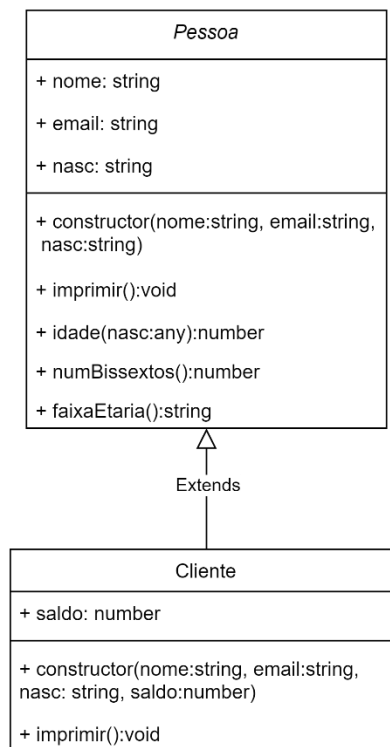 Pessoa
+ nome: string
+ email: string
+ nasc: string
+ constructor(nome:string, email:string,
nasc:string)
+ imprimir():void
+ idade(nasc:any):number
+ numBissextos():number
+ faixaEtaria():string
Extends
Cliente
+ saldo: number
+ constructor(nome:string, email:string,
nasc: string, saldo:number)
+ imprimir():void